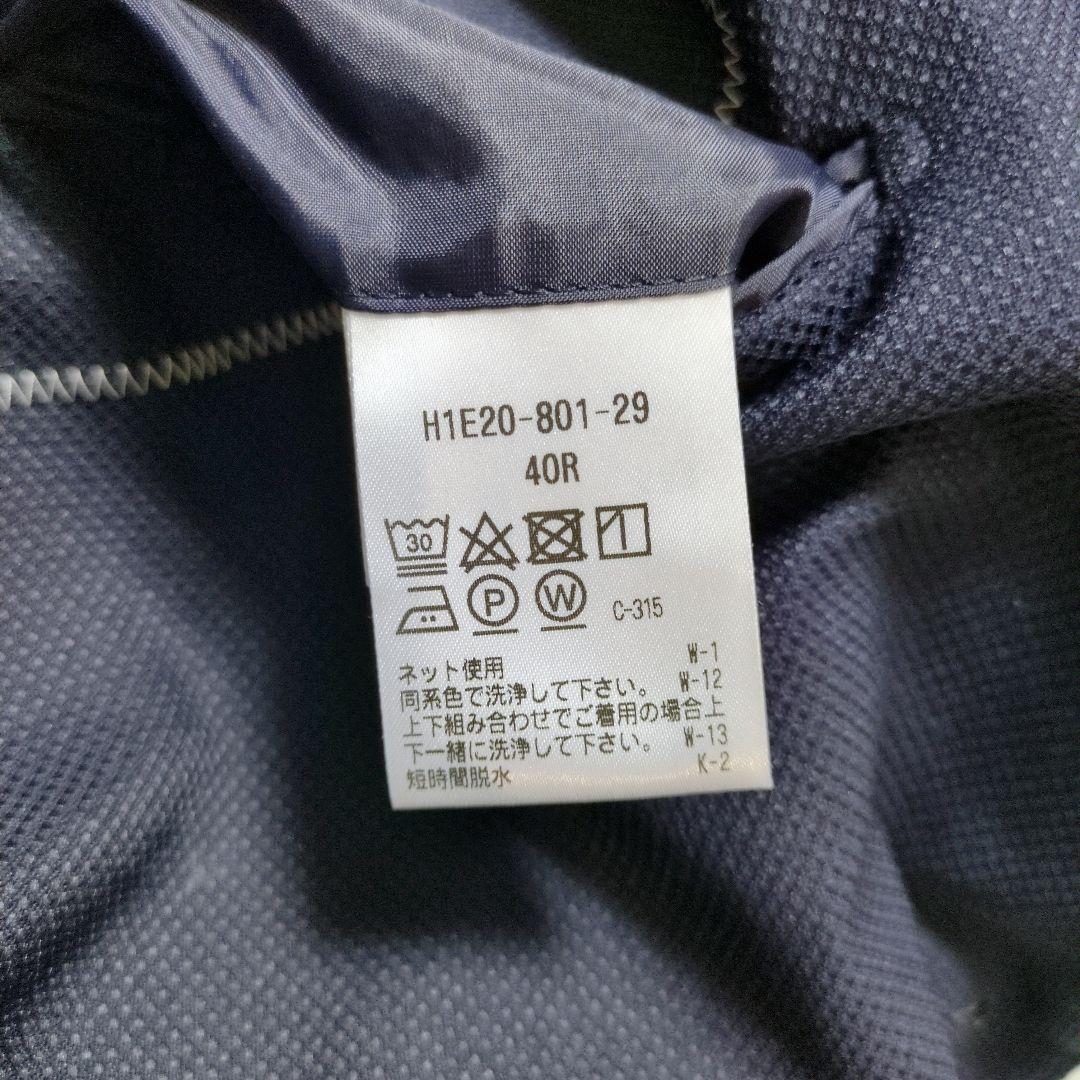 H1E20-801-29
40R
30
P W C-315
ネット使用 W-1
同系色で洗浄して下さい。 W-12
上下組み合わせでご着用の場合上
下一緒に洗浄して下さい。 W-13
短時間脱水 K-2